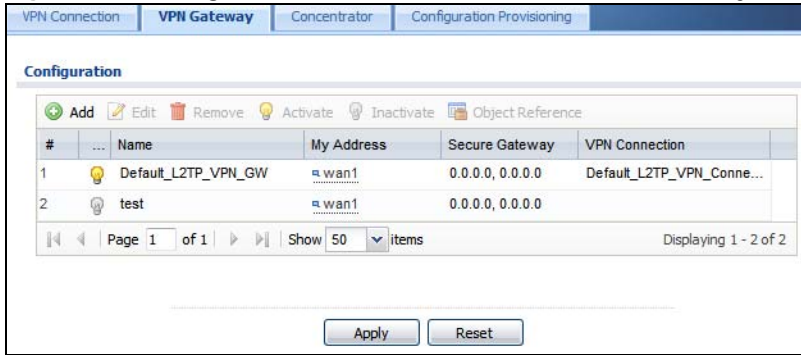 VPN Connection VPN Gateway Concentrator Configuration Provisioning
Configuration
Add Edit Remove Activate Inactivate Object Reference
# ... Name My Address Secure Gateway VPN Connection
1 Default_L2TP_VPN_GW wan1 0.0.0.0, 0.0.0.0 Default_L2TP_VPN_Conne...
2 test wan1 0.0.0.0, 0.0.0.0
Page 1 of 1 Show 50 items Displaying 1 - 2 of 2
Apply Reset